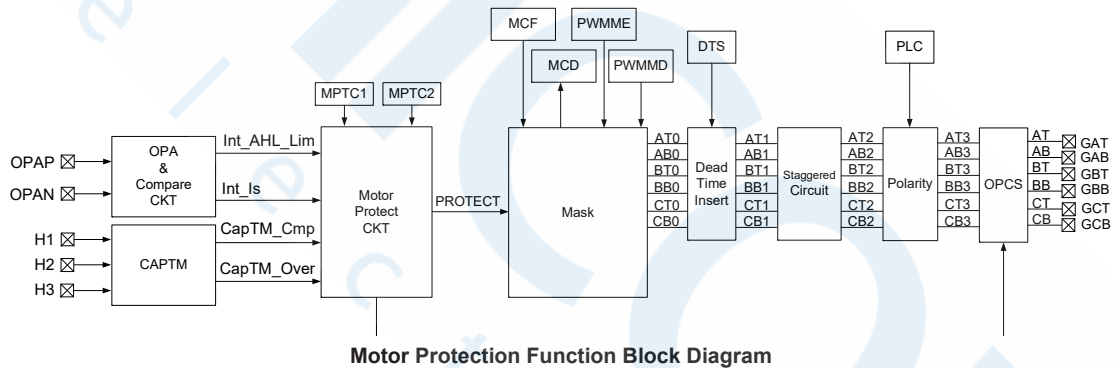 MCF
PWMME
MCD
PWMMD
DTS
PLC
MPTC1
MPTC2
OPAP
OPAN
OPA
&
Compare
CKT
Int_AHL_Lim
Int_Is
H1
H2
H3
CAPTM
CapTM_Cmp
CapTM_Over
Motor
Protect
CKT
PROTECT
Mask
AT0
AB0
BT0
BB0
CT0
CB0
Dead
Time
Insert
AT1
AB1
BT1
BB1
CT1
CB1
Staggered
Circuit
AT2
AB2
BT2
BB2
CT2
CB2
Polarity
AT3
AB3
BT3
BB3
CT3
CB3
OPCS
AT
AB
BT
BB
CT
CB
GAT
GAB
GBT
GBB
GCT
GCB
Motor Protection Function Block Diagram